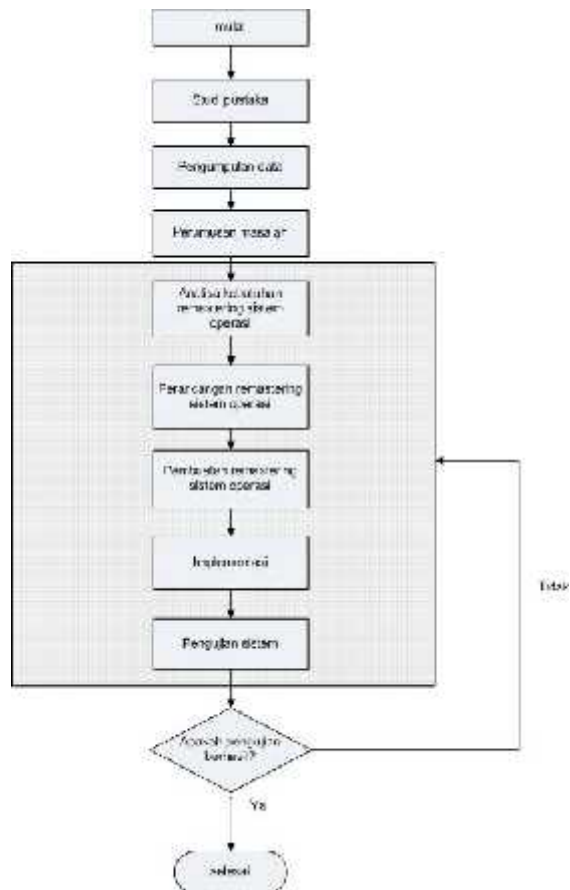 mulai
Studi pustaka
Pengumpulan data
Perumusan masalah
Analisa kebutuhan
remastering sistem
operasi
Perancangan remastering
sistem operasi
Pembuatan remastering
sistem operasi
Implementasi
Pengujian sistem
Tidak
Apakah pengujian
berhasil?
Ya
selesai